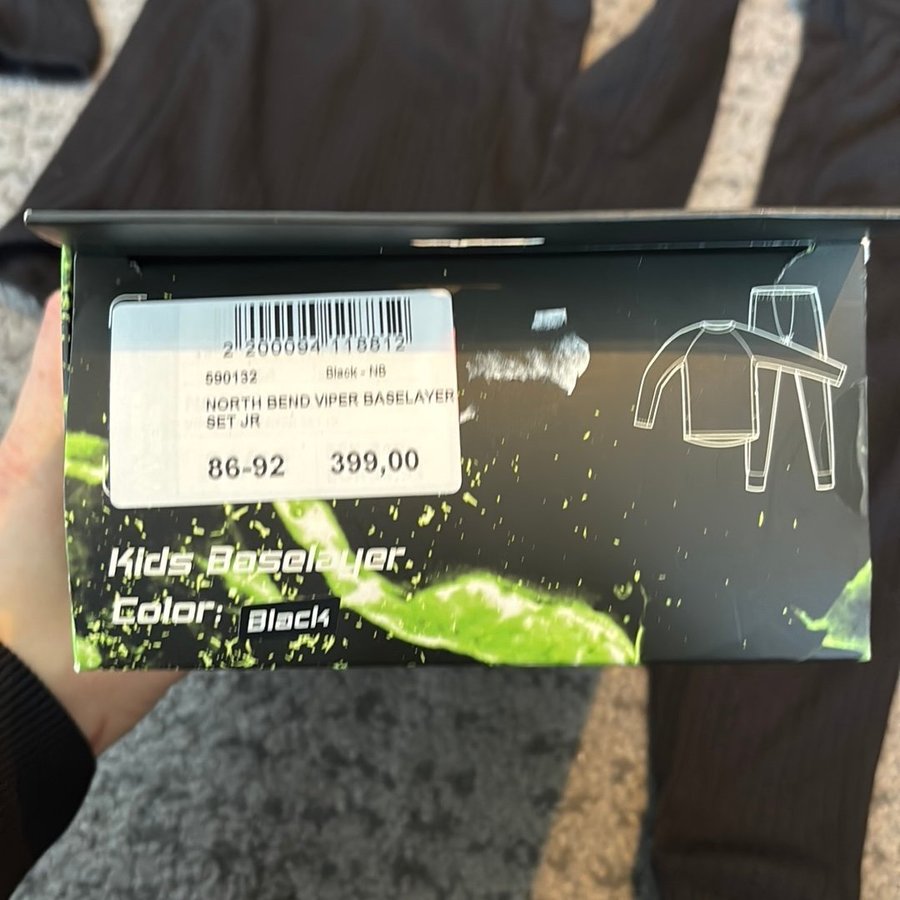 2 200094 118812
590132 Black - NB
NORTH BEND VIPER BASELAYER
SET JR
86-92 399,00
Kids Baselayer
Color: Black